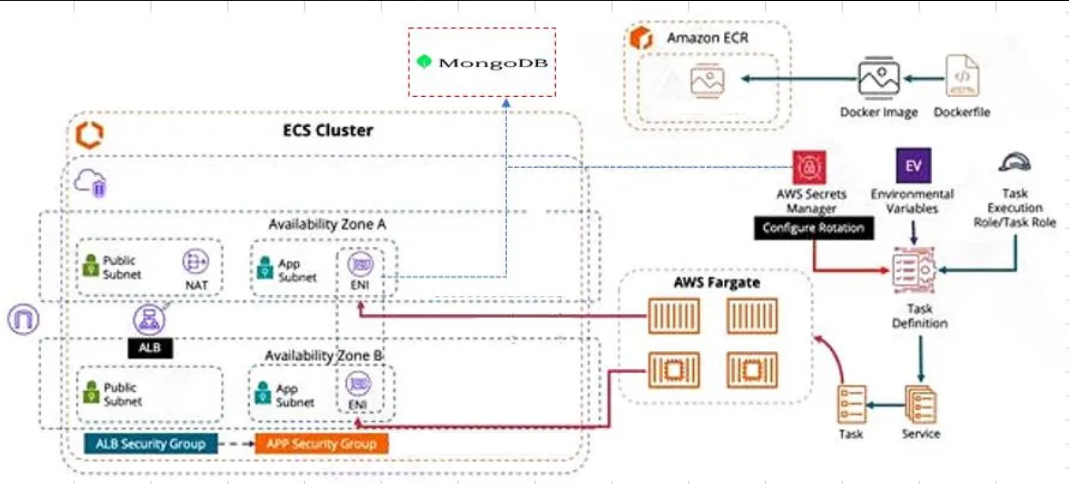 MongoDB
Amazon ECR
Docker Image
Dockerfile
ECS Cluster
AWS Secrets
Manager
Configure Rotation
EV
Environmental
Variables
Task
Execution
Role/Task Role
Availability Zone A
Public
Subnet
NAT
App
Subnet
ENI
AWS Fargate
Task
Definition
ALB
Availability Zone B
Public
Subnet
App
Subnet
ENI
Task
Service
ALB Security Group
APP Security Group